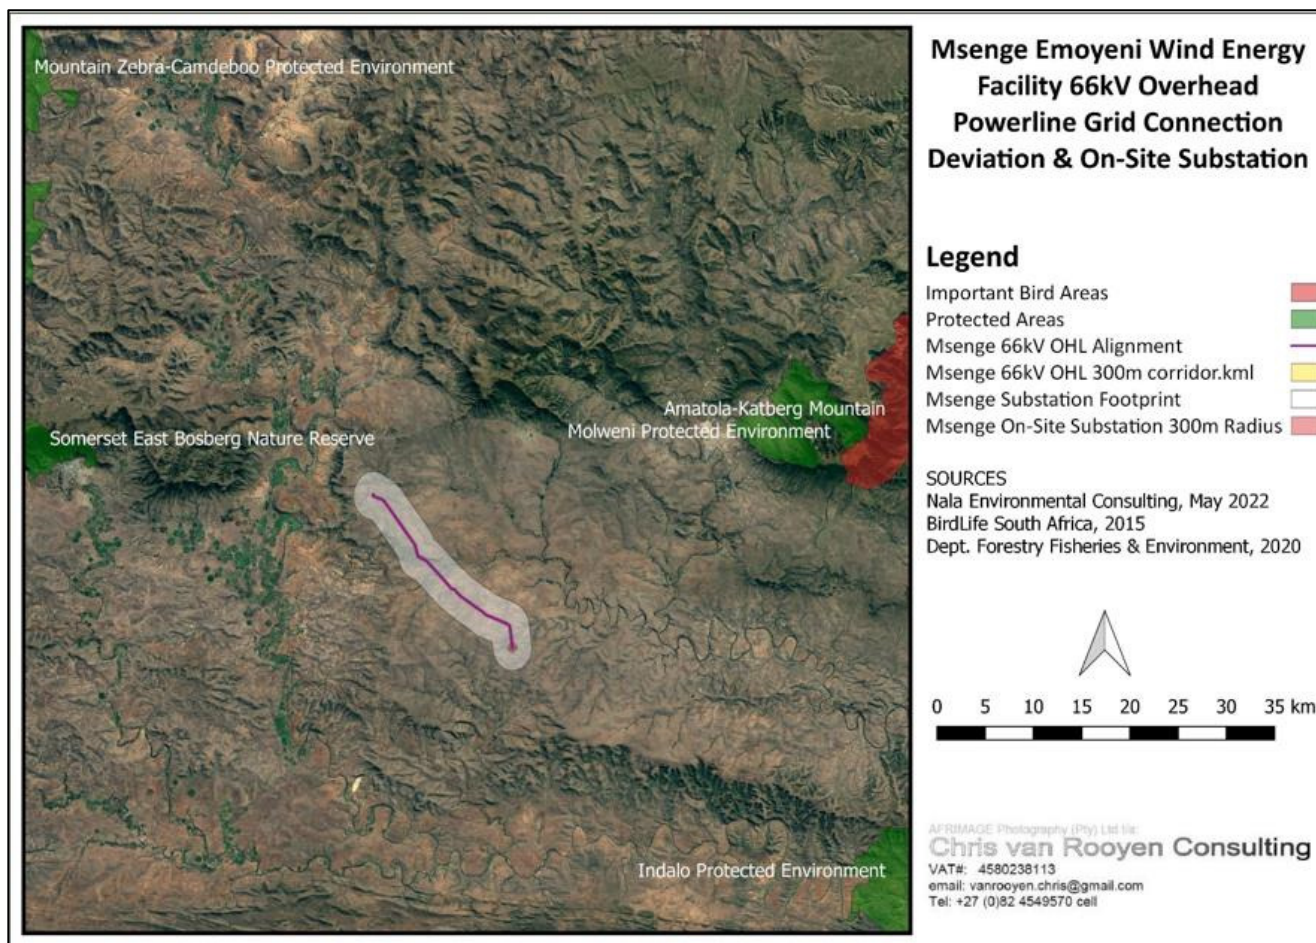 Msenge Emoyeni Wind Energy
Facility 66kV Overhead
Powerline Grid Connection
Deviation & On-Site Substation
Mountain Zebra-Camdeboo Protected Environment
Somerset East Bosberg Nature Reserve
Amatola-Katberg Mountain
Molweni Protected Environment
Indalo Protected Environment
Legend
Important Bird Areas
Protected Areas
Msenge 66kV OHL Alignment
Msenge 66kV OHL 300m corridor.kml
Msenge Substation Footprint
Msenge On-Site Substation 300m Radius
SOURCES
Nala Environmental Consulting, May 2022
BirdLife South Africa, 2015
Dept. Forestry Fisheries & Environment, 2020
0 5 10 15 20 25 30 35 km
AFRIMAGE Photography (Pty) Ltd t/a:
Chris van Rooyen Consulting
VAT#: 4580238113
email: vanrooyen.chris@gmail.com
Tel: +27 (0)82 4549570 cell